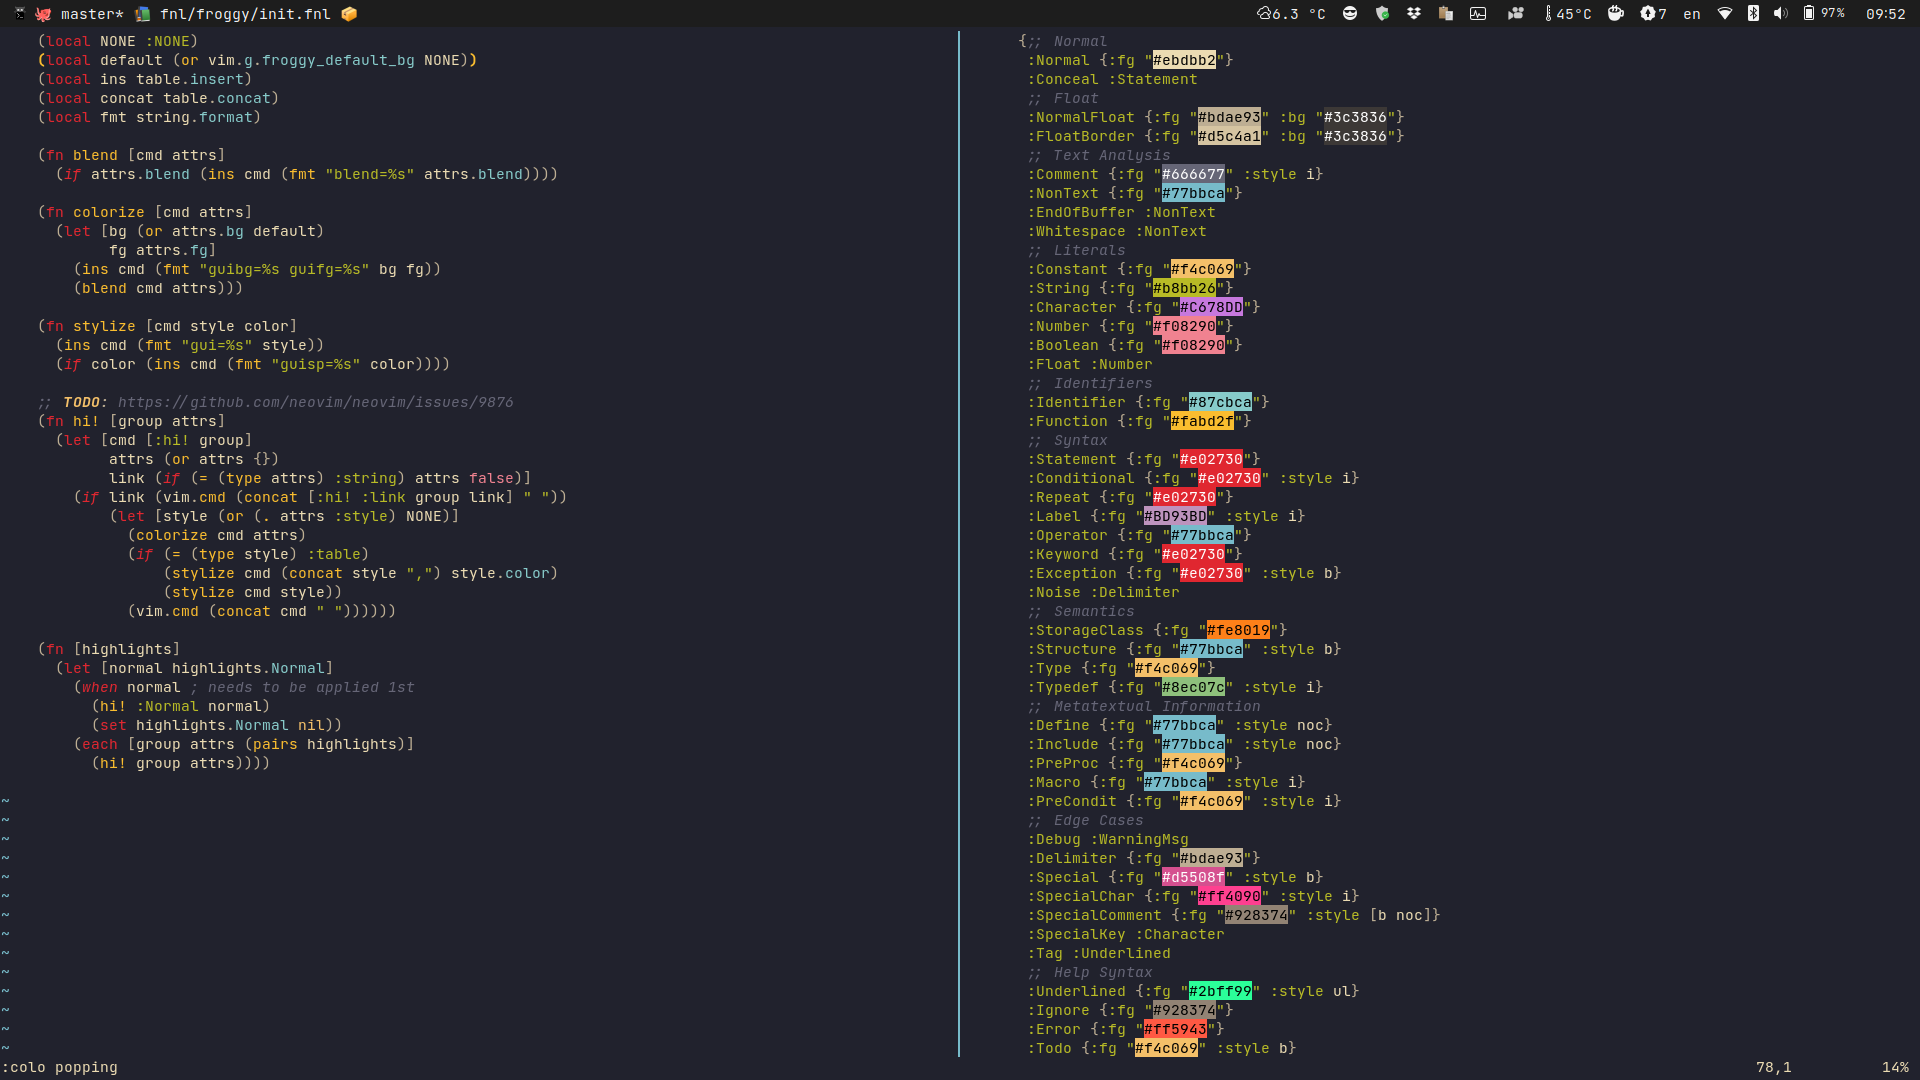 master* fnl/froggy/init.fnl 6.3 °C 45°C 7 en 97% 09:52
(local NONE :NONE)
(local default (or vim.g.froggy_default_bg NONE))
(local ins table.insert)
(local concat table.concat)
(local fmt string.format)
(fn blend [cmd attrs]
(if attrs.blend (ins cmd (fmt "blend=%s" attrs.blend))))
(fn colorize [cmd attrs]
(let [bg (or attrs.bg default)
fg attrs.fg]
(ins cmd (fmt "guibg=%s guifg=%s" bg fg))
(blend cmd attrs)))
(fn stylize [cmd style color]
(ins cmd (fmt "gui=%s" style))
(if color (ins cmd (fmt "guisp=%s" color))))
;; TODO: https://github.com/neovim/neovim/issues/9876
(fn hi! [group attrs]
(let [cmd [:hi! group]
attrs (or attrs {})
link (if (= (type attrs) :string) attrs false)]
(if link (vim.cmd (concat [:hi! :link group link] " "))
(let [style (or (. attrs :style) NONE)]
(colorize cmd attrs)
(if (= (type style) :table)
(stylize cmd (concat style ",") style.color)
(stylize cmd style))
(vim.cmd (concat cmd " "))))))
(fn [highlights]
(let [normal highlights.Normal]
(when normal ; needs to be applied 1st
(hi! :Normal normal)
(set highlights.Normal nil))
(each [group attrs (pairs highlights)]
(hi! group attrs))))
~
~
~
~
~
~
~
~
~
~
~
~
~
~
{;; Normal
:Normal {:fg "#ebdbb2"}
:Conceal :Statement
;; Float
:NormalFloat {:fg "#bdae93" :bg "#3c3836"}
:FloatBorder {:fg "#d5c4a1" :bg "#3c3836"}
;; Text Analysis
:Comment {:fg "#666677" :style i}
:NonText {:fg "#77bbca"}
:EndOfBuffer :NonText
:Whitespace :NonText
;; Literals
:Constant {:fg "#f4c069"}
:String {:fg "#b8bb26"}
:Character {:fg "#C678DD"}
:Number {:fg "#f08290"}
:Boolean {:fg "#f08290"}
:Float :Number
;; Identifiers
:Identifier {:fg "#87cbca"}
:Function {:fg "#fabd2f"}
;; Syntax
:Statement {:fg "#e02730"}
:Conditional {:fg "#e02730" :style i}
:Repeat {:fg "#e02730"}
:Label {:fg "#BD93BD" :style i}
:Operator {:fg "#77bbca"}
:Keyword {:fg "#e02730"}
:Exception {:fg "#e02730" :style b}
:Noise :Delimiter
;; Semantics
:StorageClass {:fg "#fe8019"}
:Structure {:fg "#77bbca" :style b}
:Type {:fg "#f4c069"}
:Typedef {:fg "#8ec07c" :style i}
;; Metatextual Information
:Define {:fg "#77bbca" :style noc}
:Include {:fg "#77bbca" :style noc}
:PreProc {:fg "#f4c069"}
:Macro {:fg "#77bbca" :style i}
:PreCondit {:fg "#f4c069" :style i}
;; Edge Cases
:Debug :WarningMsg
:Delimiter {:fg "#bdae93"}
:Special {:fg "#d5508f" :style b}
:SpecialChar {:fg "#ff4090" :style i}
:SpecialComment {:fg "#928374" :style [b noc]}
:SpecialKey :Character
:Tag :Underlined
;; Help Syntax
:Underlined {:fg "#2bff99" :style ul}
:Ignore {:fg "#928374"}
:Error {:fg "#ff5943"}
:Todo {:fg "#f4c069" :style b}
:colo popping 78,1 14%